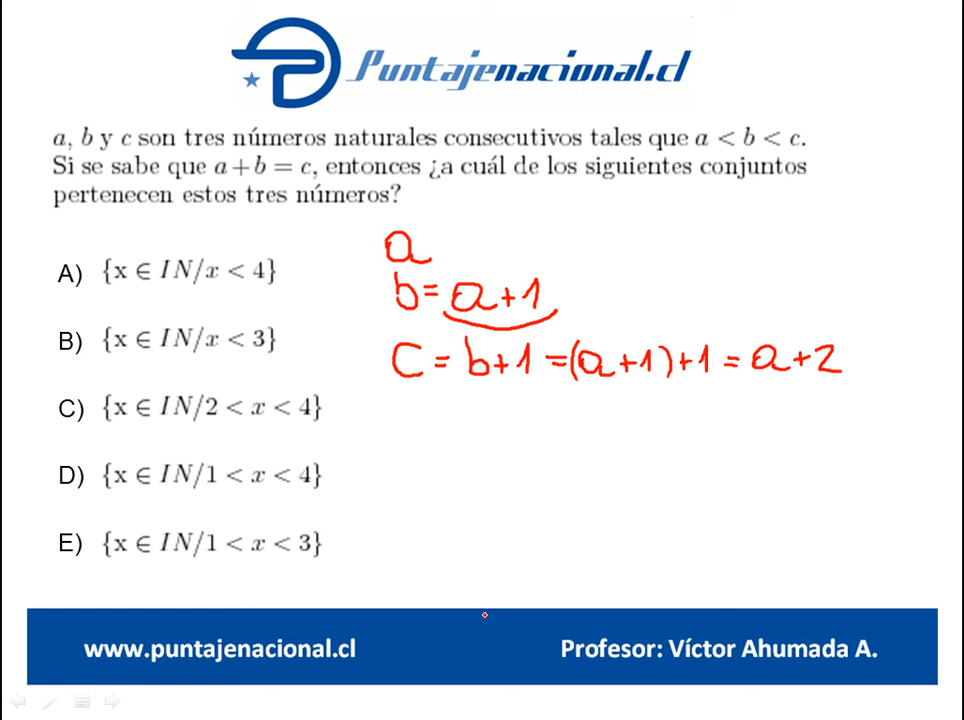 Puntajenacional.cl
a, b y c son tres números naturales consecutivos tales que a < b < c.
Si se sabe que a + b = c, entonces ¿a cuál de los siguientes conjuntos
pertenecen estos tres números?
a
A) {x ∈ IN/x < 4}
b = a+1
B) {x ∈ IN/x < 3}
c = b+1 =(a+1)+1 = a+2
C) {x ∈ IN/2 < x < 4}
D) {x ∈ IN/1 < x < 4}
E) {x ∈ IN/1 < x < 3}
www.puntajenacional.cl Profesor: Víctor Ahumada A.